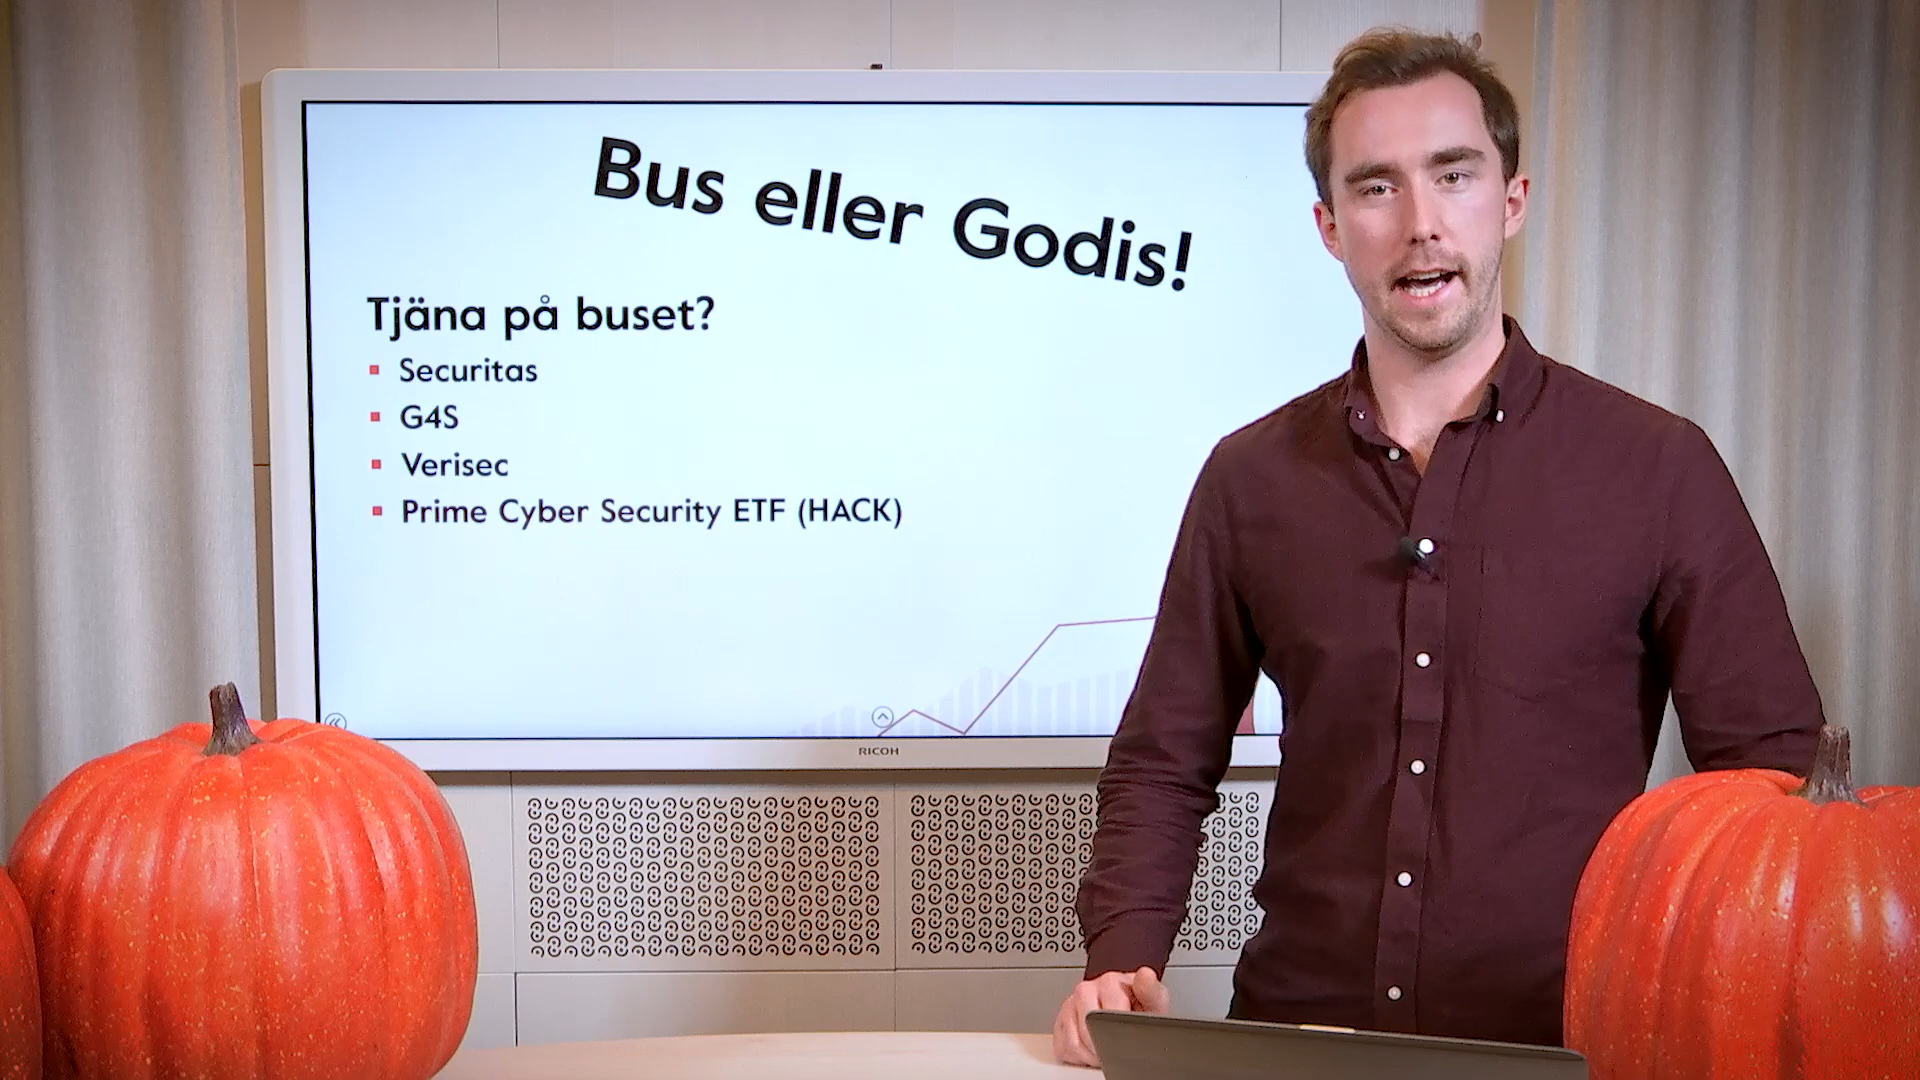 Bus eller Godis!
Tjäna på buset?
Securitas
G4S
Verisec
Prime Cyber Security ETF (HACK)
RICOH